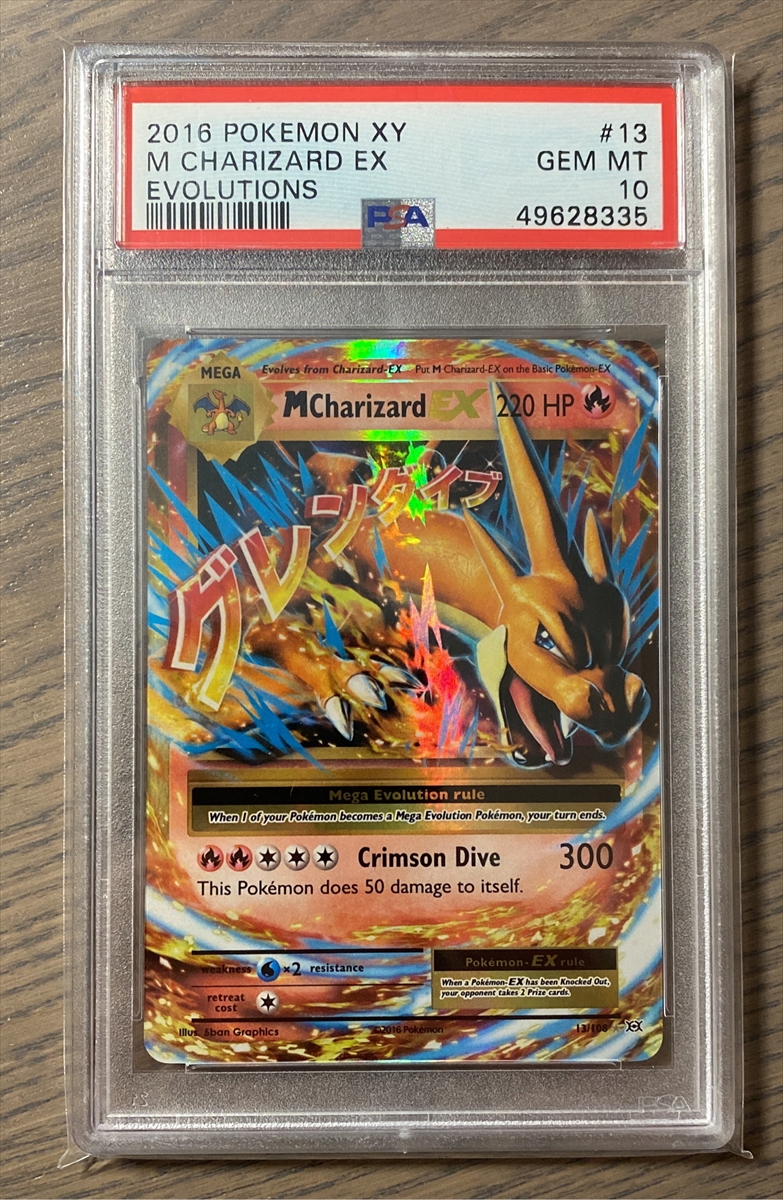 2016 POKEMON XY #13
M CHARIZARD EX GEM MT
EVOLUTIONS 10
PSA 49628335
MEGA
Evolves from Charizard-EX Put M Charizard-EX on the Basic Pokémon-EX
MCharizard EX 220 HP
グレンダイブ
Mega Evolution rule
When 1 of your Pokémon becomes a Mega Evolution Pokémon, your turn ends.
Crimson Dive 300
This Pokémon does 50 damage to itself.
weakness ×2 resistance
retreat
cost
Pokémon-EX rule
When a Pokémon-EX has been Knocked Out,
your opponent takes 2 Prize cards.
Illus. 5ban Graphics ©2016 Pokémon 13/108
PSA